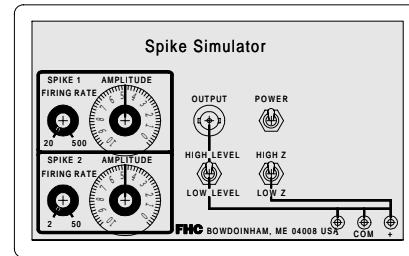 Spike Simulator
SPIKE 1 AMPLITUDE
FIRING RATE
20 500
SPIKE 2 AMPLITUDE
FIRING RATE
2 50
OUTPUT POWER
HIGH LEVEL HIGH Z
LOW LEVEL LOW Z
FHC BOWDOINHAM, ME 04008 USA
- COM +